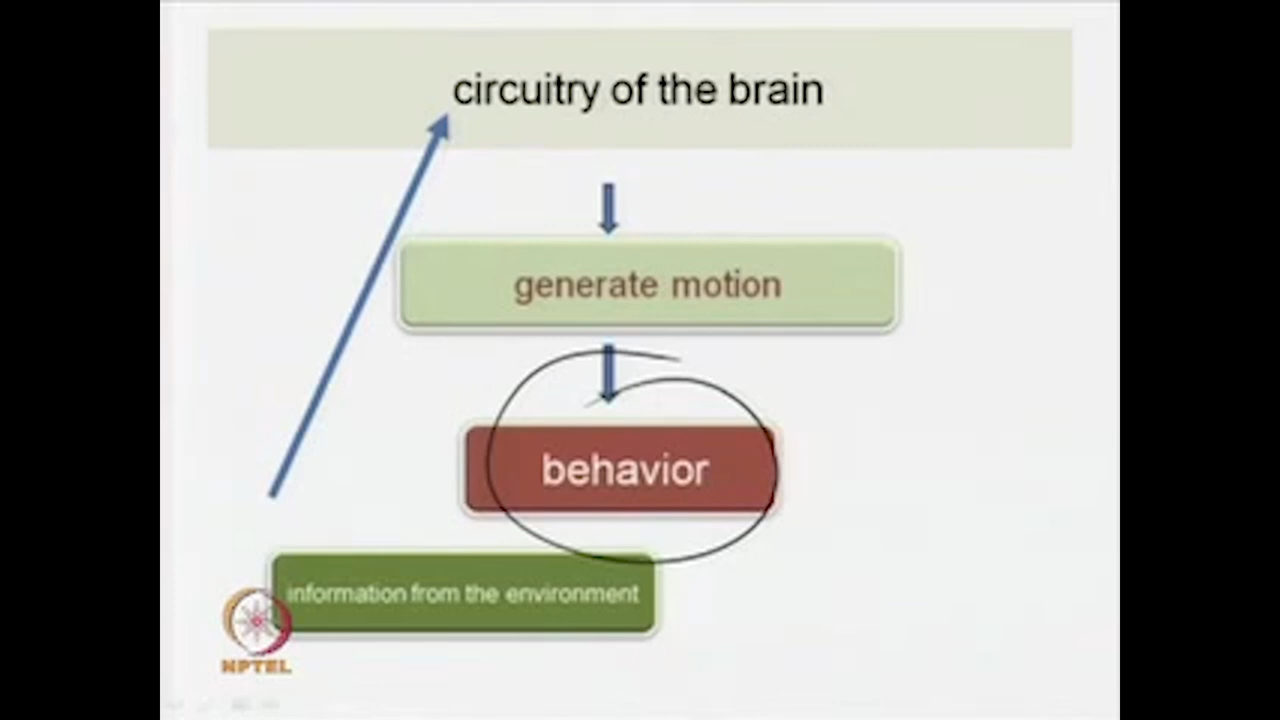 circuitry of the brain
generate motion
behavior
information from the environment
NPTEL